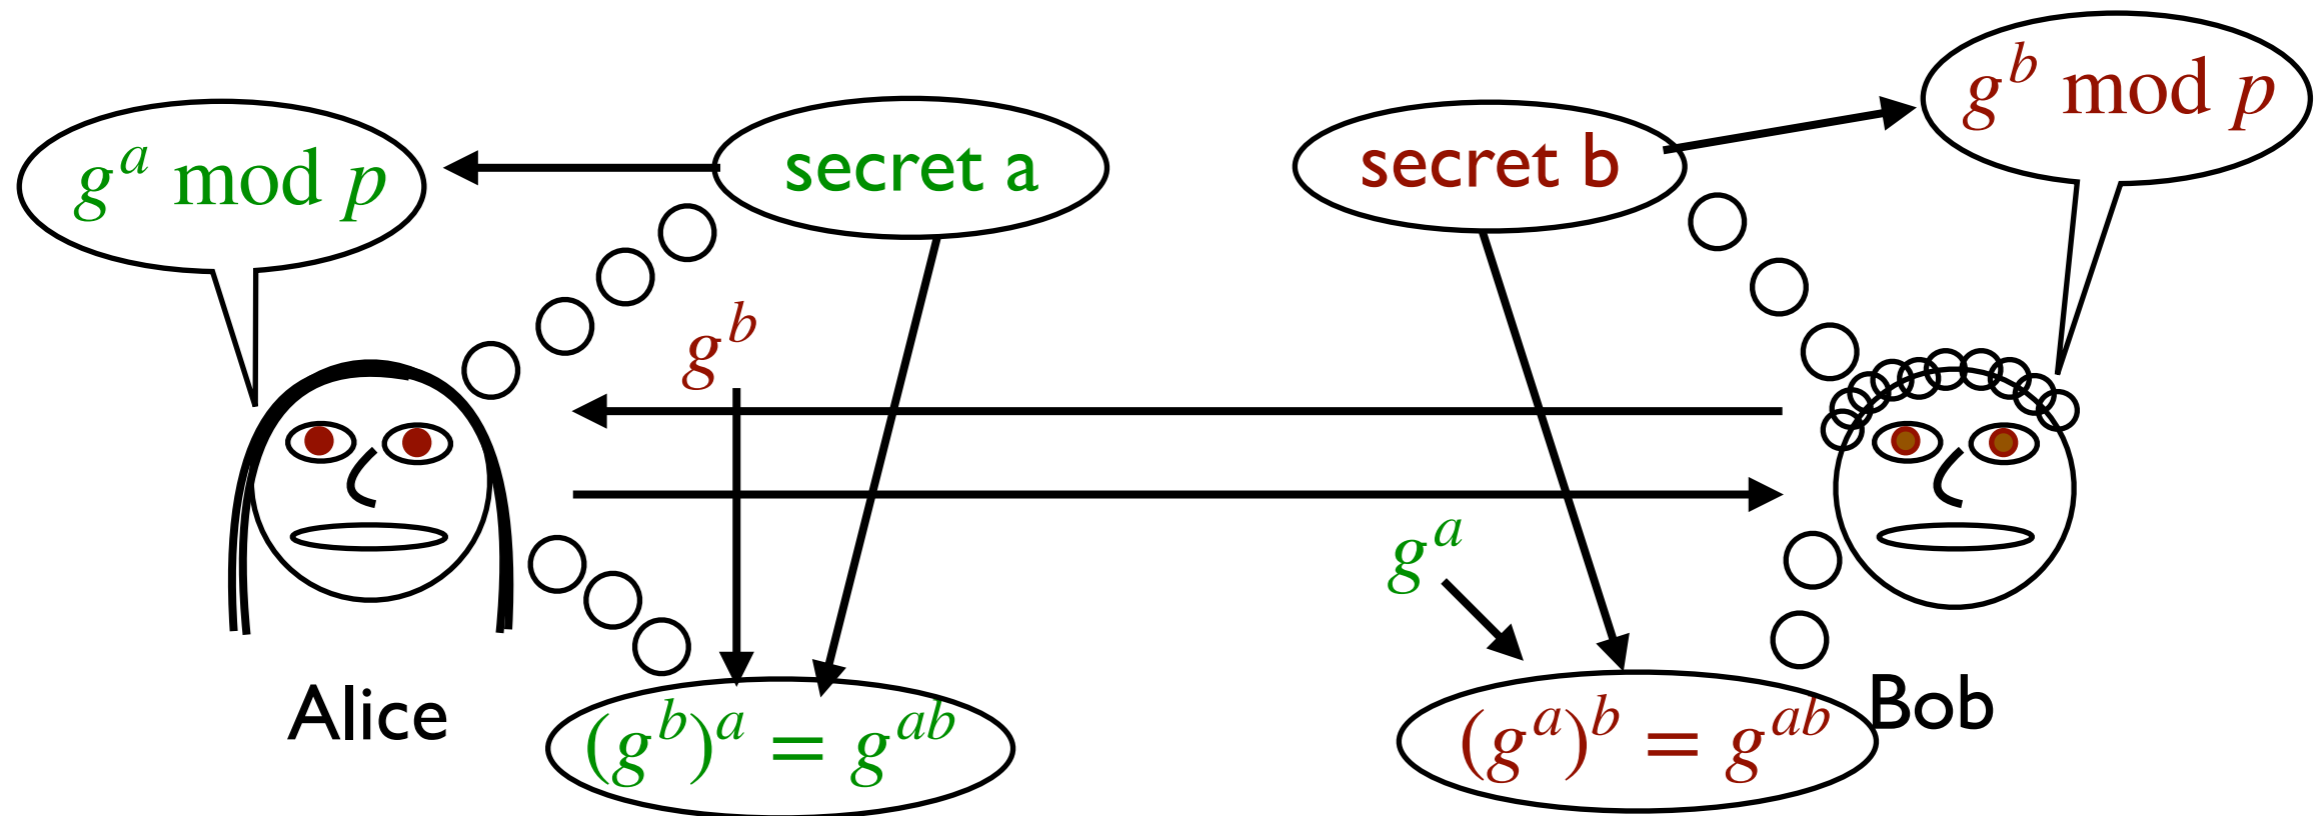 g^b mod p
g^a mod p
secret a
secret b
g^b
g^a
Alice
Bob
(g^b)^a = g^{ab}
(g^a)^b = g^{ab}